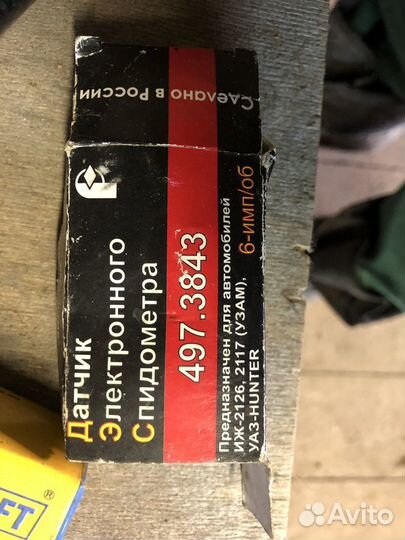 Датчик
Электронного
Спидометра
497.3843
Предназначен для автомобилей
ИЖ-2126, 2117 (УЗАМ),
УАЗ-HUNTER
6-имп/об
Сделано в России
FT®
Avito